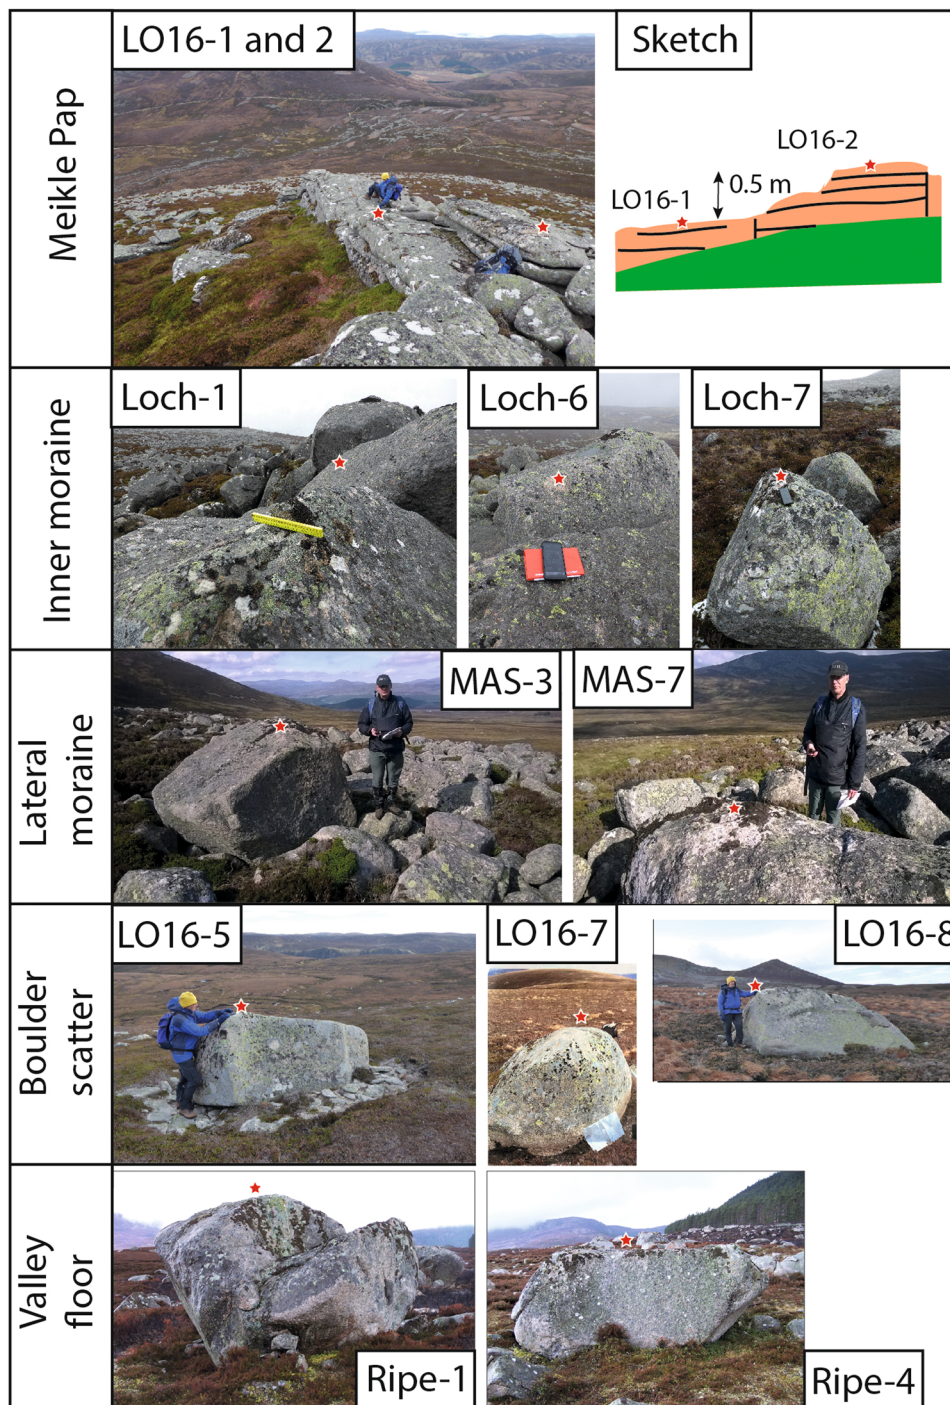 LO16-1 and 2
Sketch
Meikle Pap
LO16-2
0.5 m
LO16-1
Inner moraine
Loch-1
Loch-6
Loch-7
Lateral
moraine
MAS-3
MAS-7
Boulder
scatter
LO16-5
LO16-7
LO16-8
Valley
floor
Ripe-1
Ripe-4